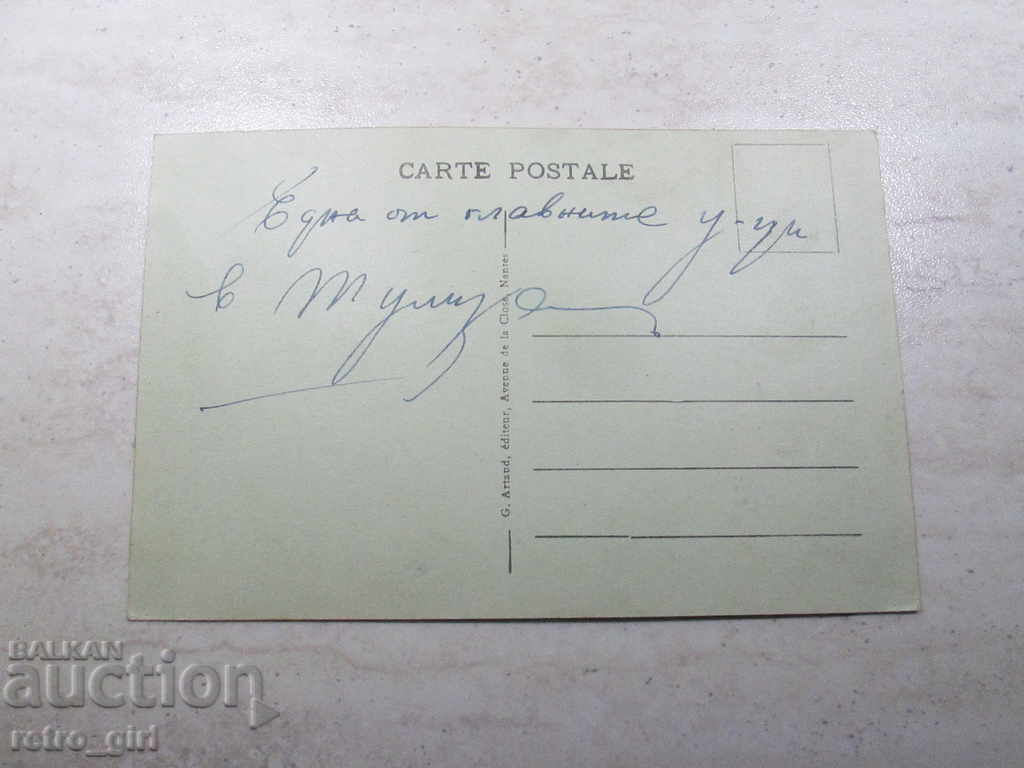 CARTE POSTALE
Една от главните у-ци
в Тулуза
G. Artaud, éditeur, Avenue de la Close, Nantes
BALKAN
auction
retro_girl